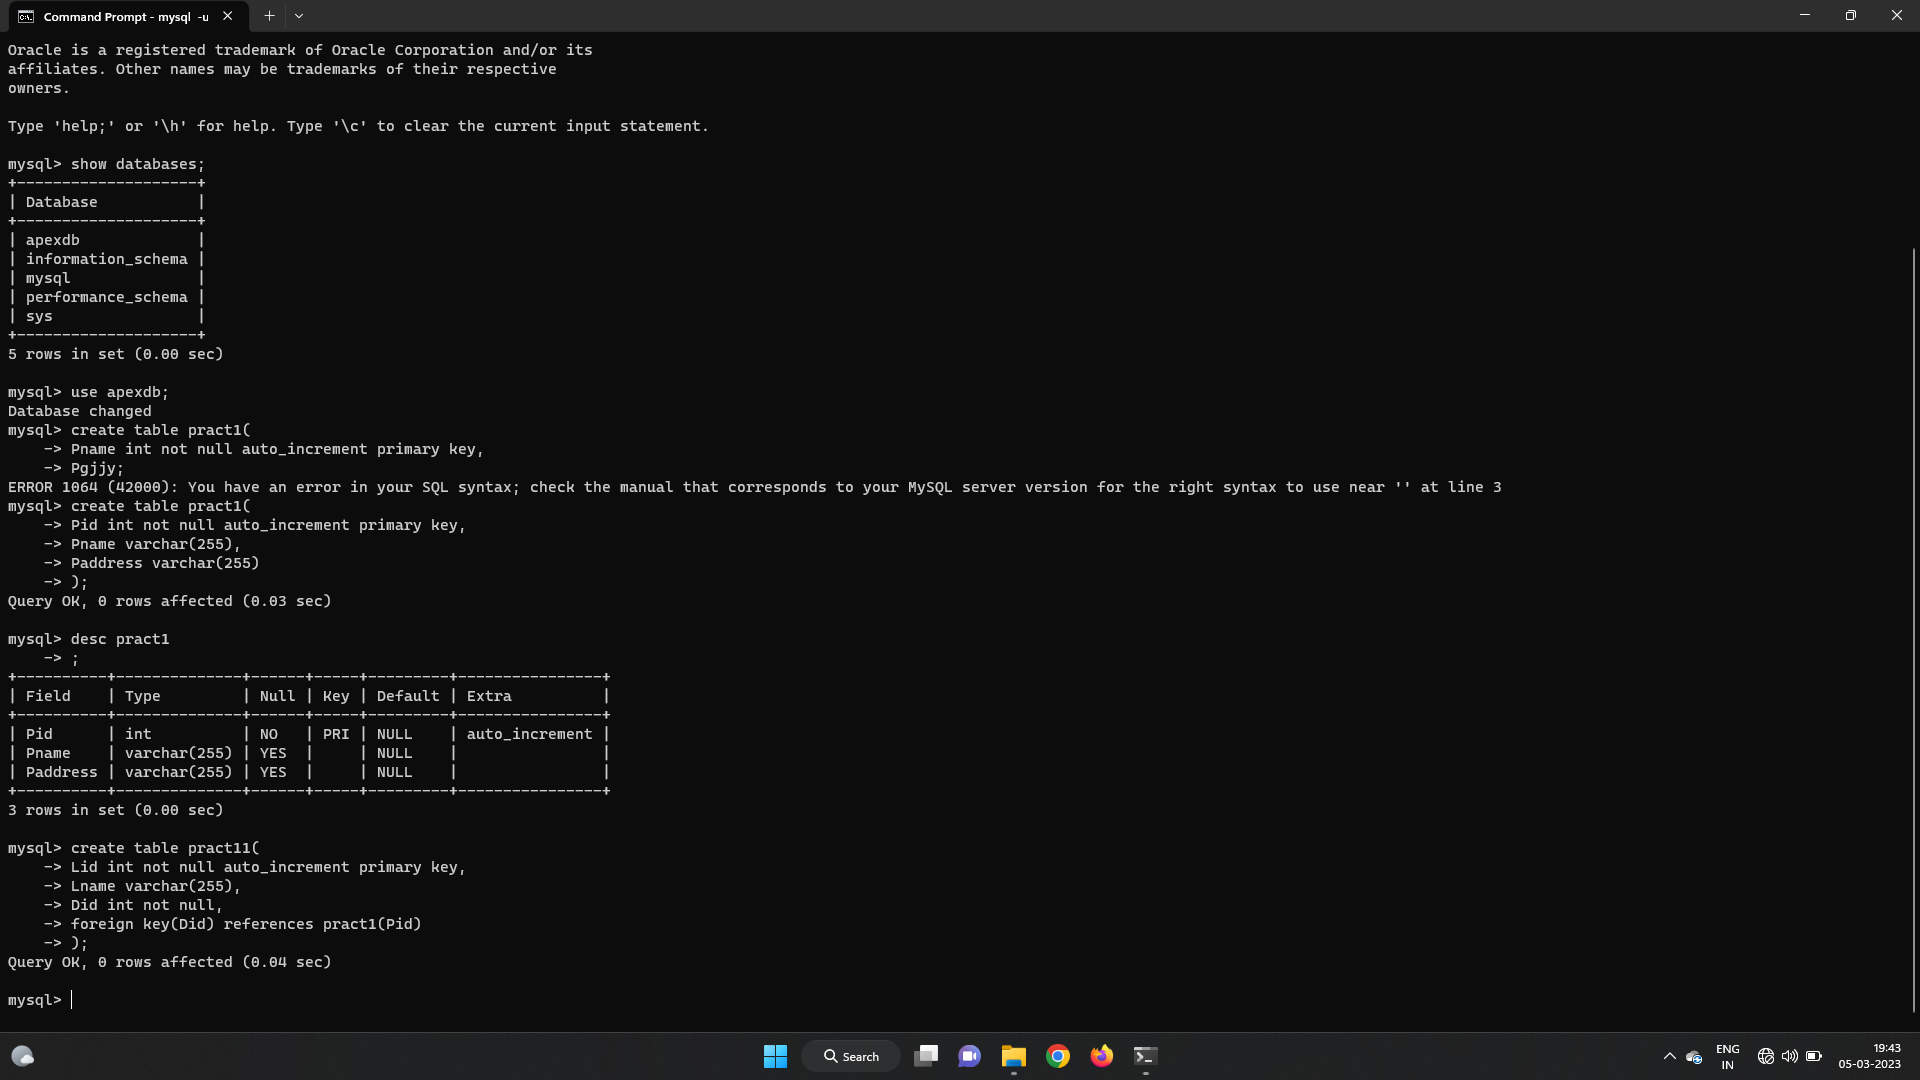 Command Prompt - mysql  -u
Oracle is a registered trademark of Oracle Corporation and/or its
affiliates. Other names may be trademarks of their respective
owners.
Type 'help;' or '\h' for help. Type '\c' to clear the current input statement.
mysql> show databases;
+--------------------+
| Database           |
+--------------------+
| apexdb             |
| information_schema |
| mysql              |
| performance_schema |
| sys                |
+--------------------+
5 rows in set (0.00 sec)
mysql> use apexdb;
Database changed
mysql> create table pract1(
    -> Pname int not null auto_increment primary key,
    -> Pgjjy;
ERROR 1064 (42000): You have an error in your SQL syntax; check the manual that corresponds to your MySQL server version for the right syntax to use near '' at line 3
mysql> create table pract1(
    -> Pid int not null auto_increment primary key,
    -> Pname varchar(255),
    -> Paddress varchar(255)
    -> );
Query OK, 0 rows affected (0.03 sec)
mysql> desc pract1
    -> ;
+----------+--------------+------+-----+---------+----------------+
| Field    | Type         | Null | Key | Default | Extra          |
+----------+--------------+------+-----+---------+----------------+
| Pid      | int          | NO   | PRI | NULL    | auto_increment |
| Pname    | varchar(255) | YES  |     | NULL    |                |
| Paddress | varchar(255) | YES  |     | NULL    |                |
+----------+--------------+------+-----+---------+----------------+
3 rows in set (0.00 sec)
mysql> create table pract11(
    -> Lid int not null auto_increment primary key,
    -> Lname varchar(255),
    -> Did int not null,
    -> foreign key(Did) references pract1(Pid)
    -> );
Query OK, 0 rows affected (0.04 sec)
mysql>
Search
ENG
IN
19:43
05-03-2023